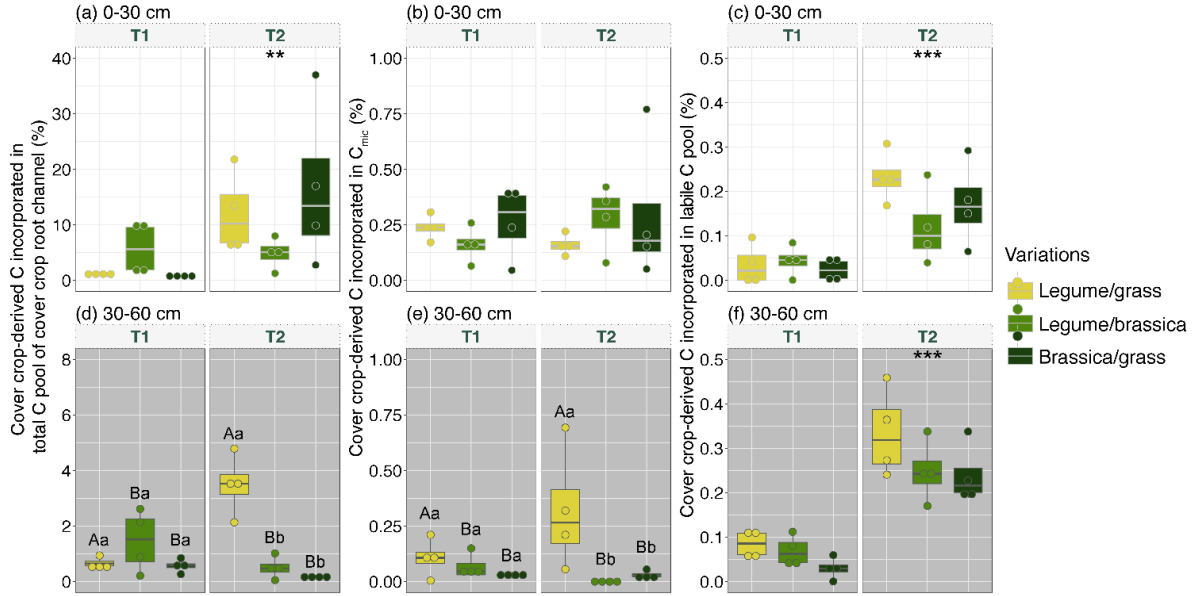 (a) 0-30 cm
T1
T2
**
40
30
20
10
0
(b) 0-30 cm
T1
T2
1.00
0.75
0.50
0.25
0.00
(c) 0-30 cm
T1
T2
***
0.5
0.4
0.3
0.2
0.1
0.0
(d) 30-60 cm
T1
T2
8
6
4
2
0
Aa
Ba
Ba
Aa
Bb
Bb
(e) 30-60 cm
T1
T2
1.00
0.75
0.50
0.25
0.00
Aa
Ba
Ba
Aa
Bb
Bb
(f) 30-60 cm
T1
T2
***
0.5
0.4
0.3
0.2
0.1
0.0
Cover crop-derived C incorporated in
total C pool of cover crop root channel (%)
Cover crop-derived C incorporated in Cmic (%)
Cover crop-derived C incorporated in labile C pool (%)
Variations
Legume/grass
Legume/brassica
Brassica/grass